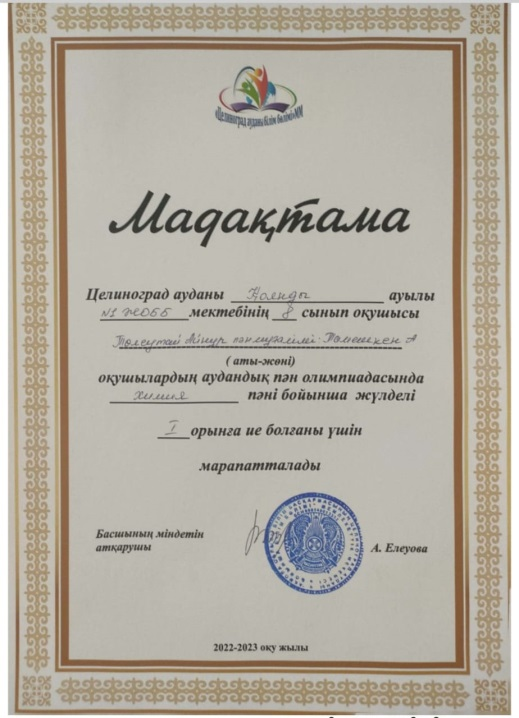 «Целиноград ауданы білім бөлімі» ММ
Мадақтама
Целиноград ауданы Қоянды ауылы
№1 ЖОББ мектебінің 8 сынып оқушысы
Төлеутай Айнұр пән мұғалімі: А
( аты-жөні)
оқушылардың аудандық пән олимпиадасында
химия пәні бойынша жүлделі
I орынға ие болғаны үшін
марапатталады
Басшының міндетін
атқарушы
А. Елеуова
2022-2023 оқу жылы